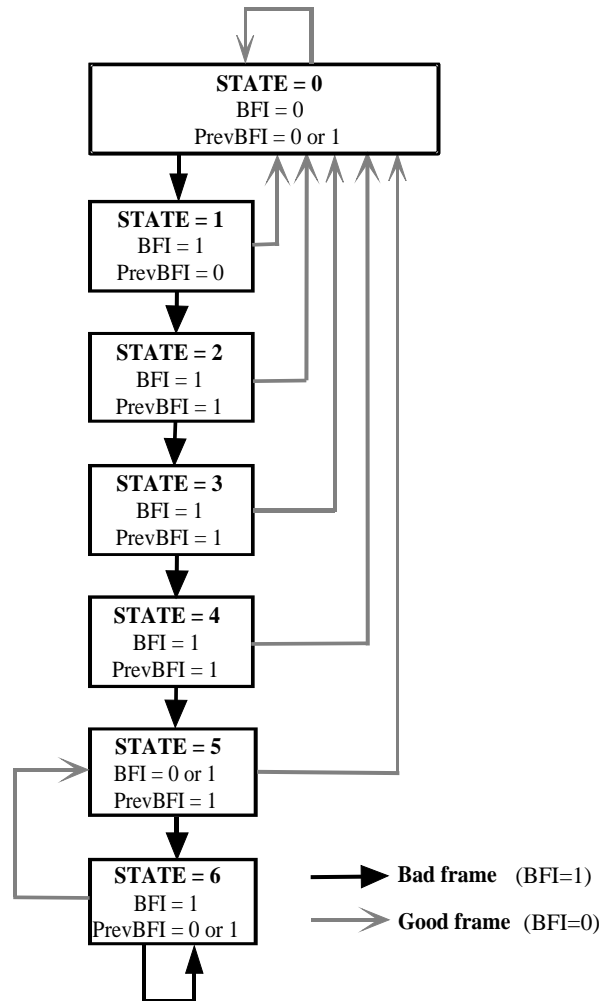 STATE = 0
BFI = 0
PrevBFI = 0 or 1
STATE = 1
BFI = 1
PrevBFI = 0
STATE = 2
BFI = 1
PrevBFI = 1
STATE = 3
BFI = 1
PrevBFI = 1
STATE = 4
BFI = 1
PrevBFI = 1
STATE = 5
BFI = 0 or 1
PrevBFI = 1
STATE = 6
BFI = 1
PrevBFI = 0 or 1
Bad frame (BFI=1)
Good frame (BFI=0)